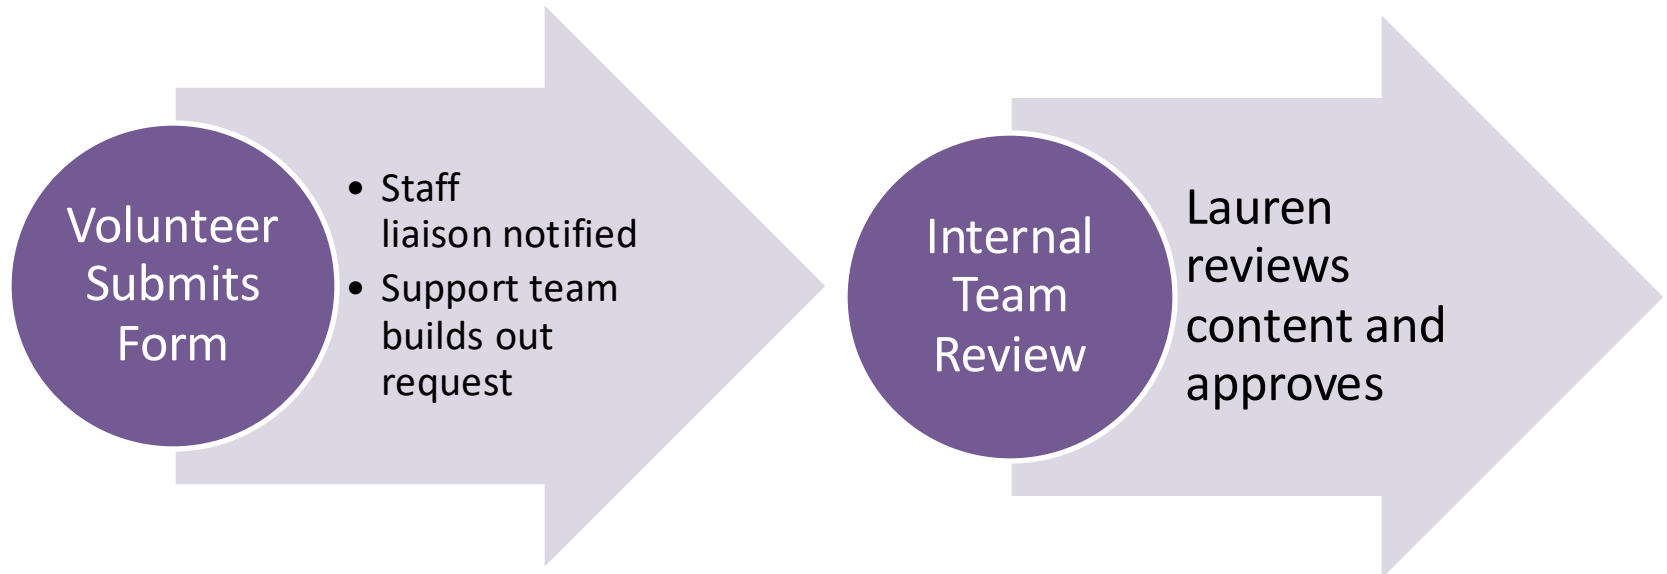 Volunteer
Submits
Form
• Staff
liaison notified
• Support team
builds out
request
Internal
Team
Review
Lauren
reviews
content and
approves